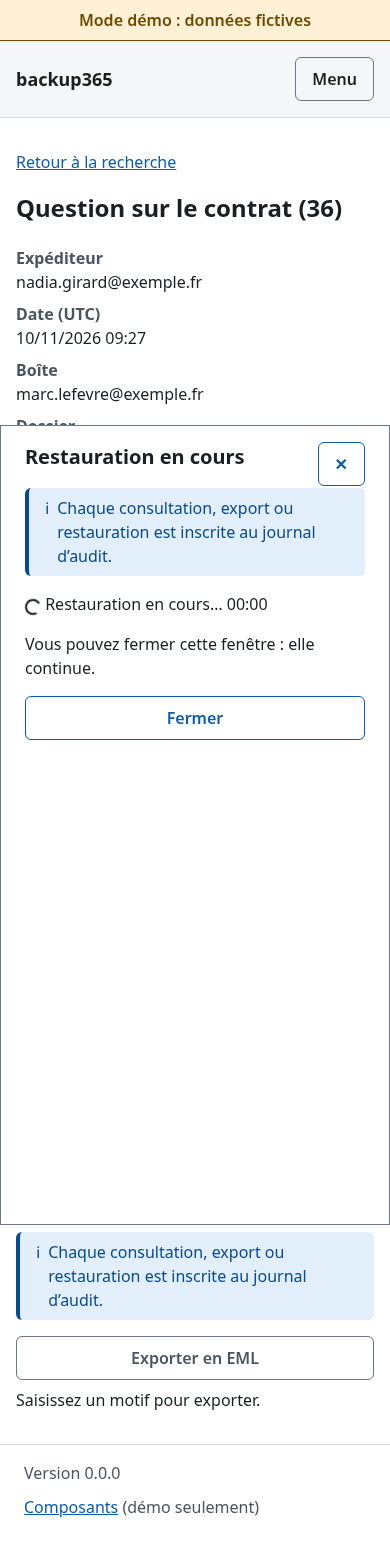 Mode démo : données fictives
backup365
Menu
Retour à la recherche
Question sur le contrat (36)
Expéditeur
nadia.girard@exemple.fr
Date (UTC)
10/11/2026 09:27
Boîte
marc.lefevre@exemple.fr
Dossier
Restauration en cours
×
i Chaque consultation, export ou
restauration est inscrite au journal
d’audit.
Restauration en cours… 00:00
Vous pouvez fermer cette fenêtre : elle
continue.
Fermer
i Chaque consultation, export ou
restauration est inscrite au journal
d’audit.
Exporter en EML
Saisissez un motif pour exporter.
Version 0.0.0
Composants (démo seulement)